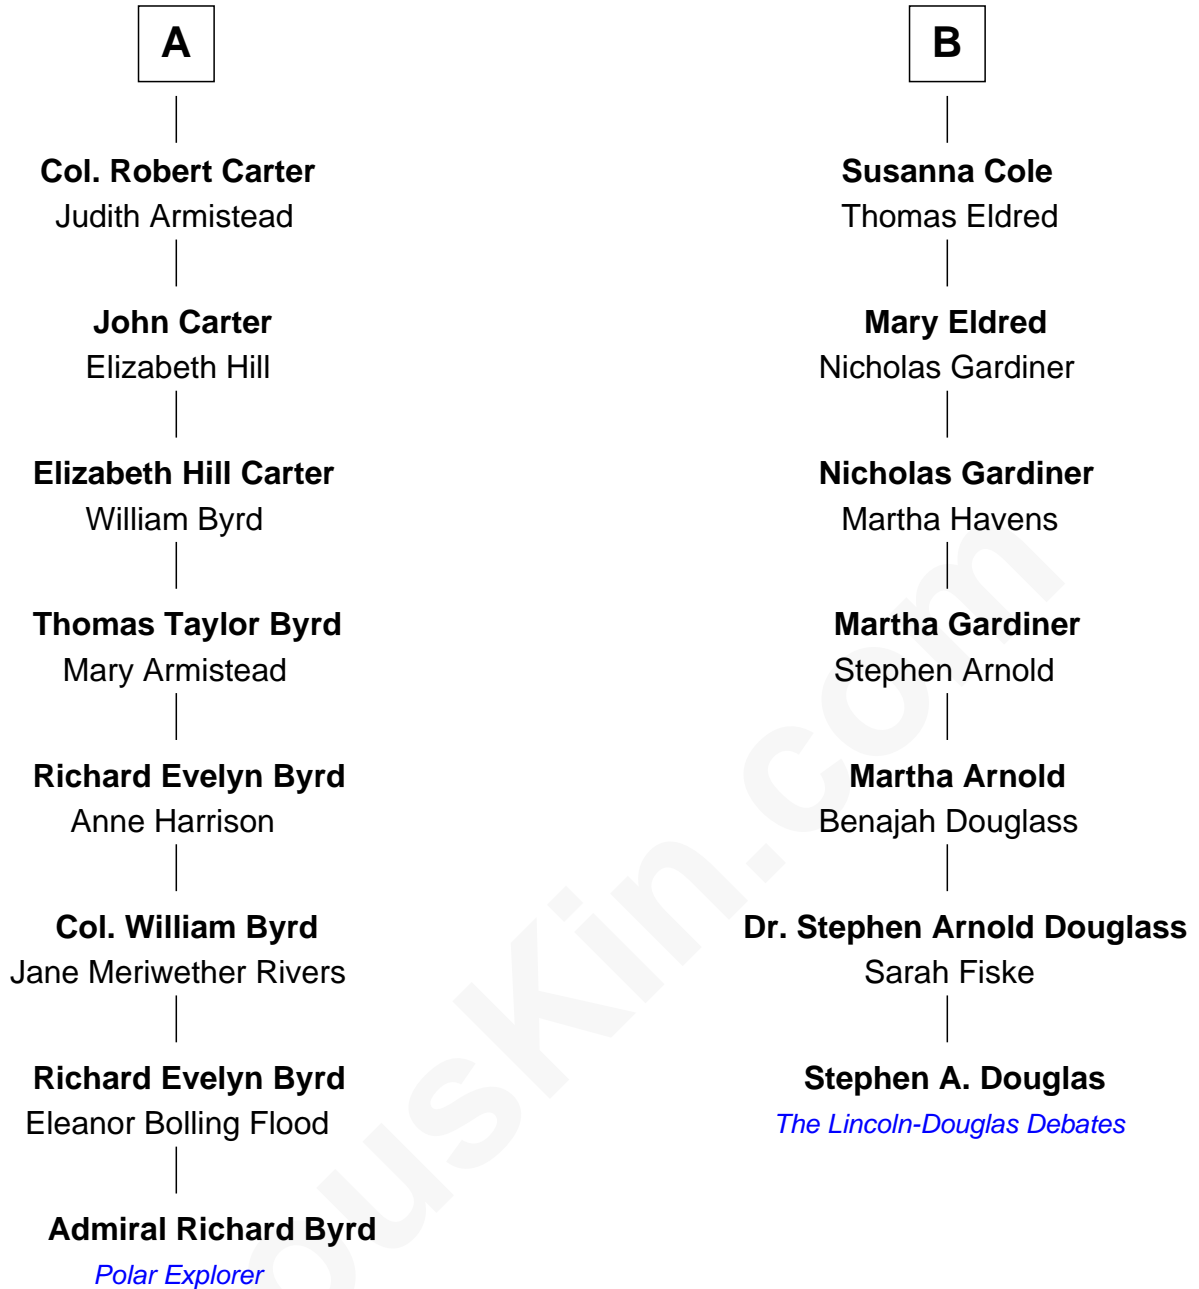 A
Col. Robert Carter
Judith Armistead
John Carter
Elizabeth Hill
Elizabeth Hill Carter
William Byrd
Thomas Taylor Byrd
Mary Armistead
Richard Evelyn Byrd
Anne Harrison
Col. William Byrd
Jane Meriwether Rivers
Richard Evelyn Byrd
Eleanor Bolling Flood
Admiral Richard Byrd
Polar Explorer
B
Susanna Cole
Thomas Eldred
Mary Eldred
Nicholas Gardiner
Nicholas Gardiner
Martha Havens
Martha Gardiner
Stephen Arnold
Martha Arnold
Benajah Douglass
Dr. Stephen Arnold Douglass
Sarah Fiske
Stephen A. Douglas
The Lincoln-Douglas Debates
ousKin.com